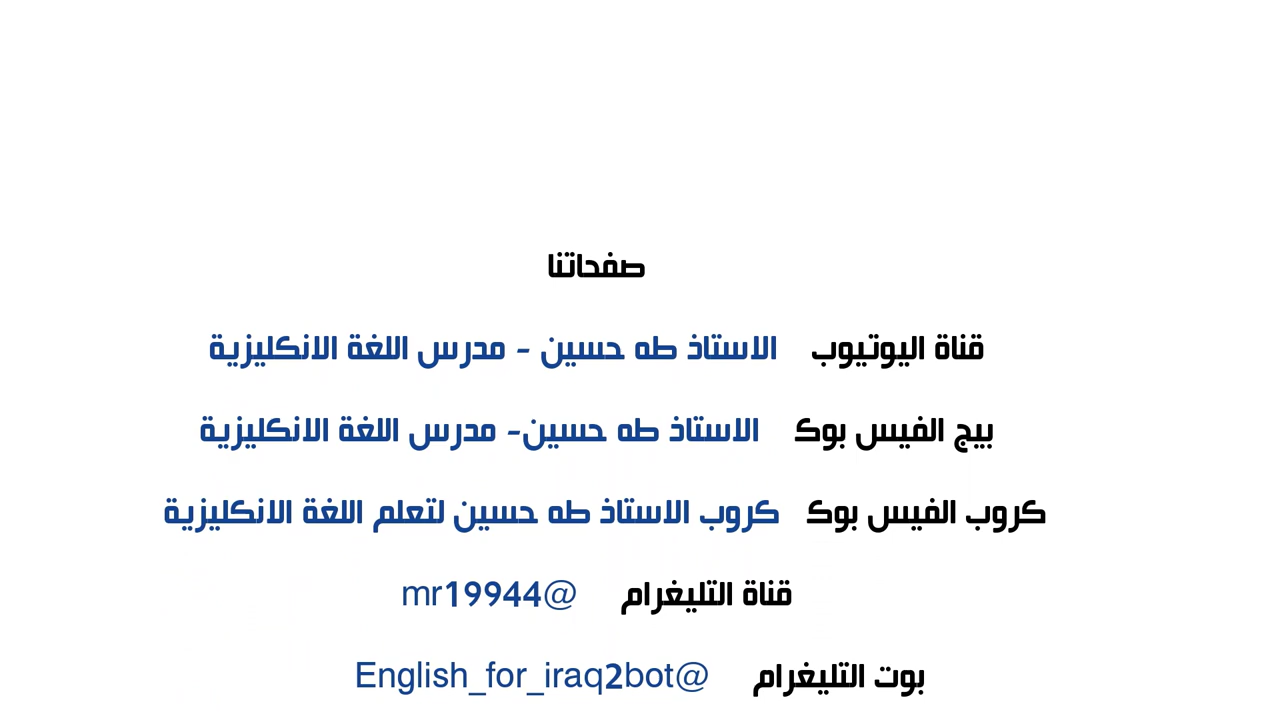 صفحاتنا
قناة اليوتيوب الاستاذ طه حسين - مدرس اللغة الانكليزية
بيج الفيس بوك الاستاذ طه حسين- مدرس اللغة الانكليزية
كروب الفيس بوك كروب الاستاذ طه حسين لتعلم اللغة الانكليزية
قناة التليغرام mr19944@
بوت التليغرام English_for_iraq2bot@